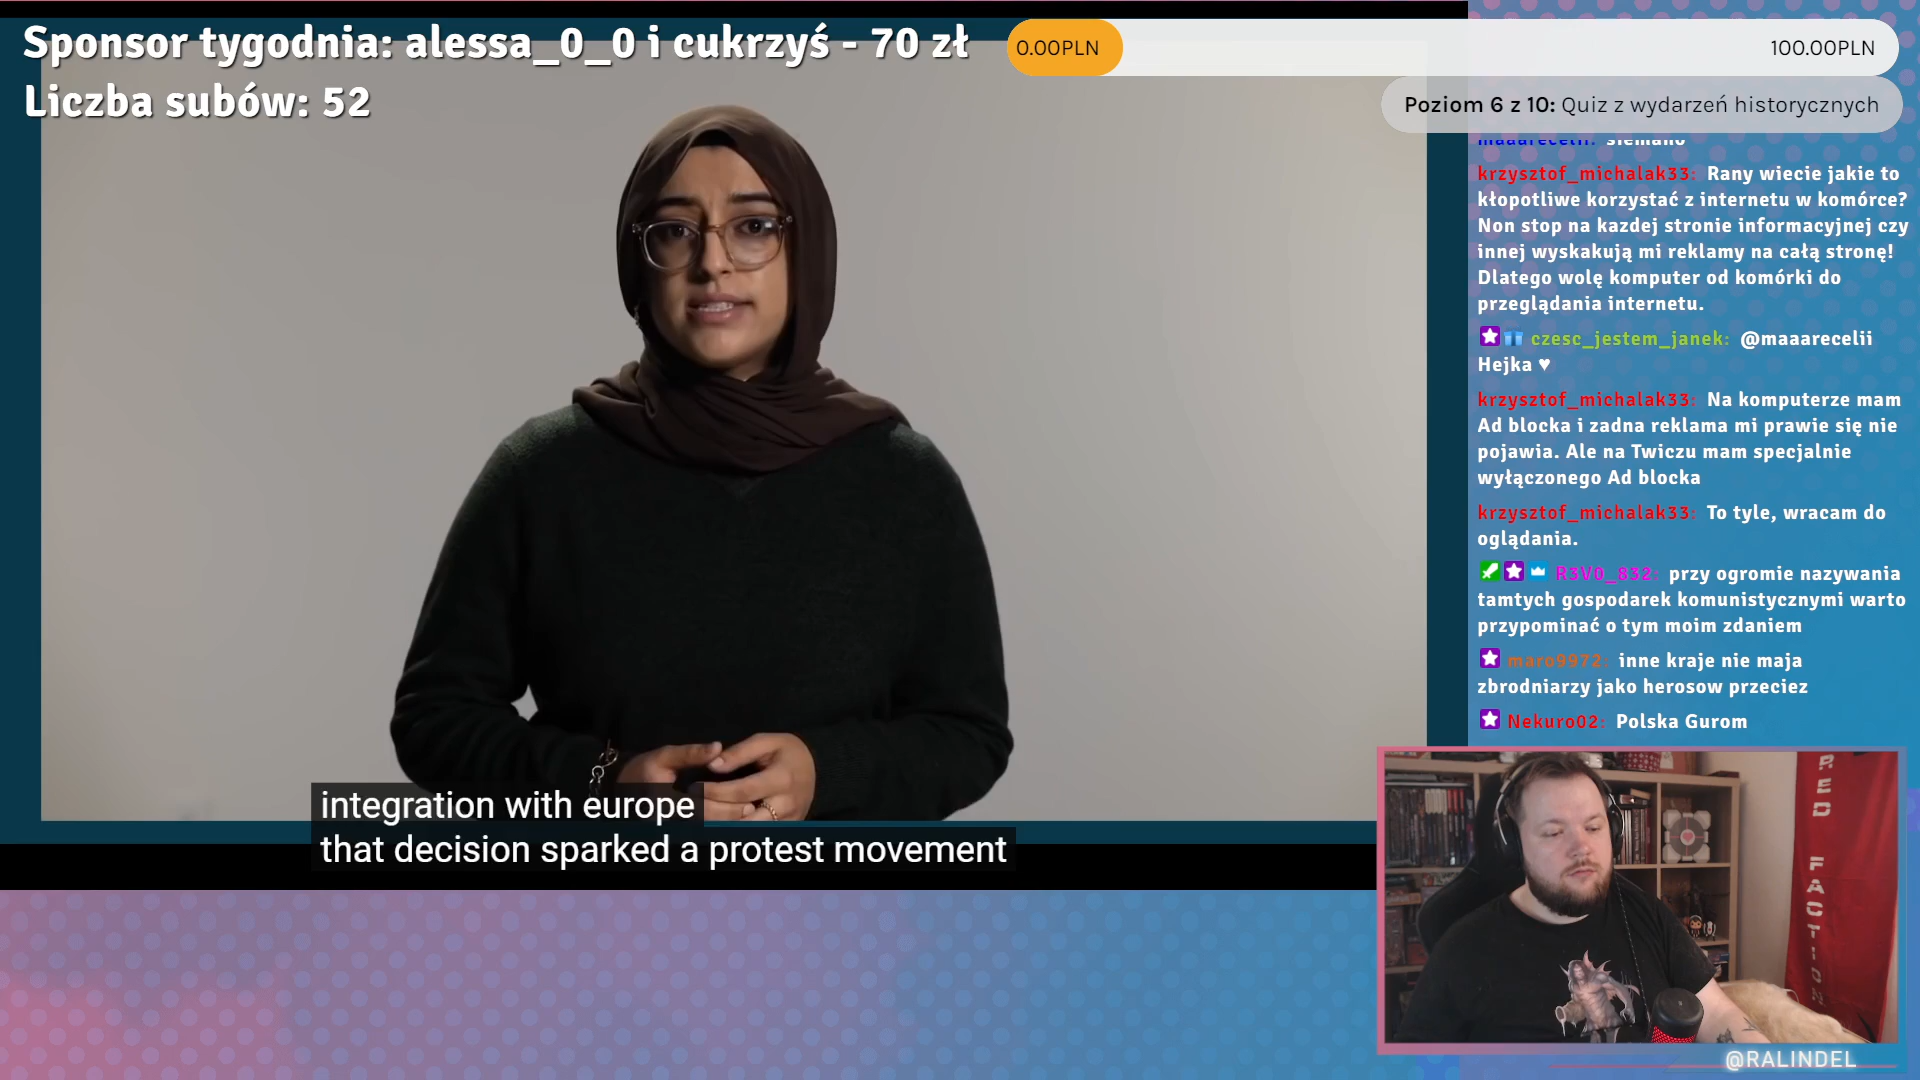 Sponsor tygodnia: alessa_0_0 i cukrzyś - 70 zł
Liczba subów: 52
0.00PLN
100.00PLN
Poziom 6 z 10: Quiz z wydarzeń historycznych
maaarecelii: siemano
krzysztof_michalak33: Rany wiecie jakie to
kłopotliwe korzystać z internetu w komórce?
Non stop na kazdej stronie informacyjnej czy
innej wyskakują mi reklamy na całą stronę!
Dlatego wolę komputer od komórki do
przeglądania internetu.
czesc_jestem_janek: @maaarecelii
Hejka ♥
krzysztof_michalak33: Na komputerze mam
Ad blocka i zadna reklama mi prawie się nie
pojawia. Ale na Twiczu mam specjalnie
wyłączonego Ad blocka
krzysztof_michalak33: To tyle, wracam do
oglądania.
R3V0_832: przy ogromie nazywania
tamtych gospodarek komunistycznymi warto
przypominać o tym moim zdaniem
maro9972: inne kraje nie maja
zbrodniarzy jako herosow przeciez
Nekuro02: Polska Gurom
integration with europe
that decision sparked a protest movement
RED FACTION
@RALINDEL